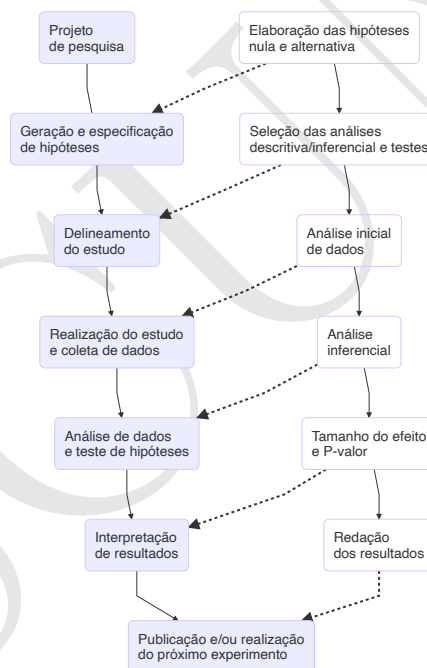 Projeto
de pesquisa
Elaboração das hipóteses
nula e alternativa
Geração e especificação
de hipóteses
Seleção das análises
descritiva/inferencial e testes
Delineamento
do estudo
Análise inicial
de dados
Realização do estudo
e coleta de dados
Análise
inferencial
Análise de dados
e teste de hipóteses
Tamanho do efeito
e P-valor
Interpretação
de resultados
Redação
dos resultados
Publicação e/ou realização
do próximo experimento